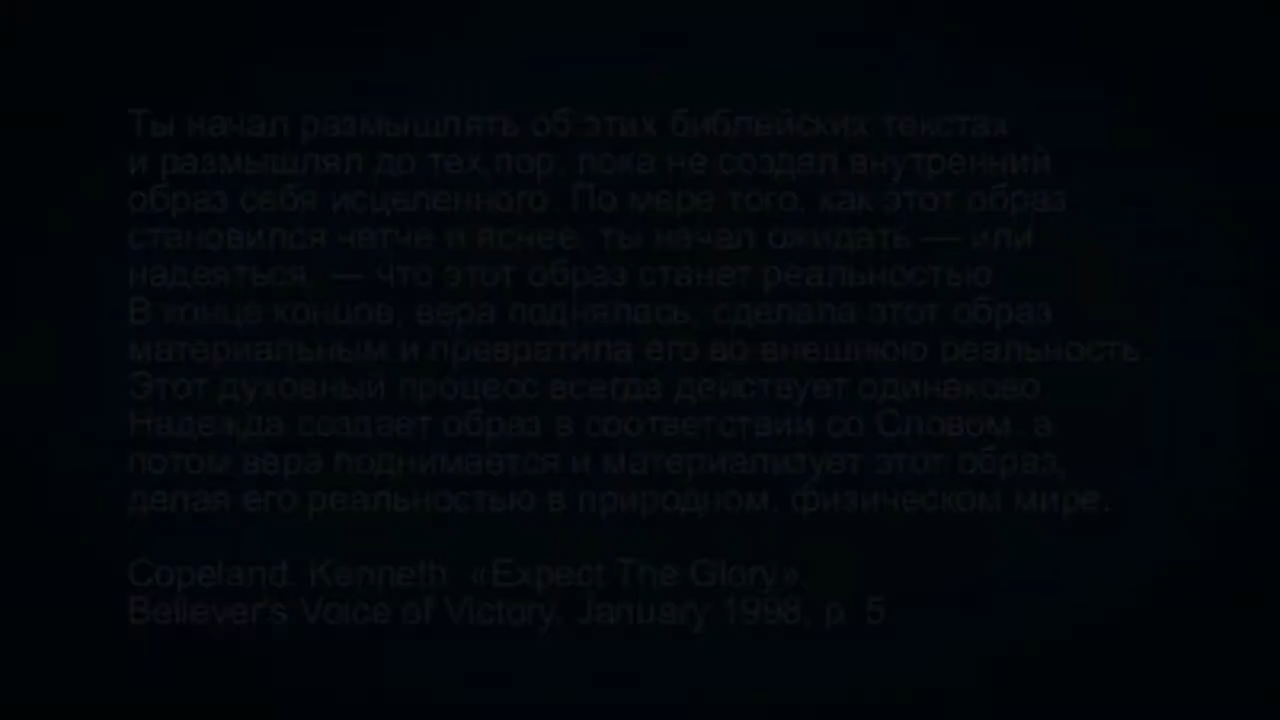 Ты начал размышлять об этих библейских текстах
и размышлял до тех пор, пока не создал внутренний
образ себя исцеленного. По мере того, как этот образ
становился четче и яснее, ты начал ожидать — или
надеяться, — что этот образ станет реальностью.
В конце концов, вера поднялась, сделала этот образ
материальным и превратила его во внешнюю реальность.
Этот духовный процесс всегда действует одинаково.
Надежда создает образ в соответствии со Словом, а
потом вера поднимается и материализует этот образ,
делая его реальностью в природном, физическом мире.
Copeland, Kenneth. «Expect The Glory».
Believer's Voice of Victory, January 1998, p. 5